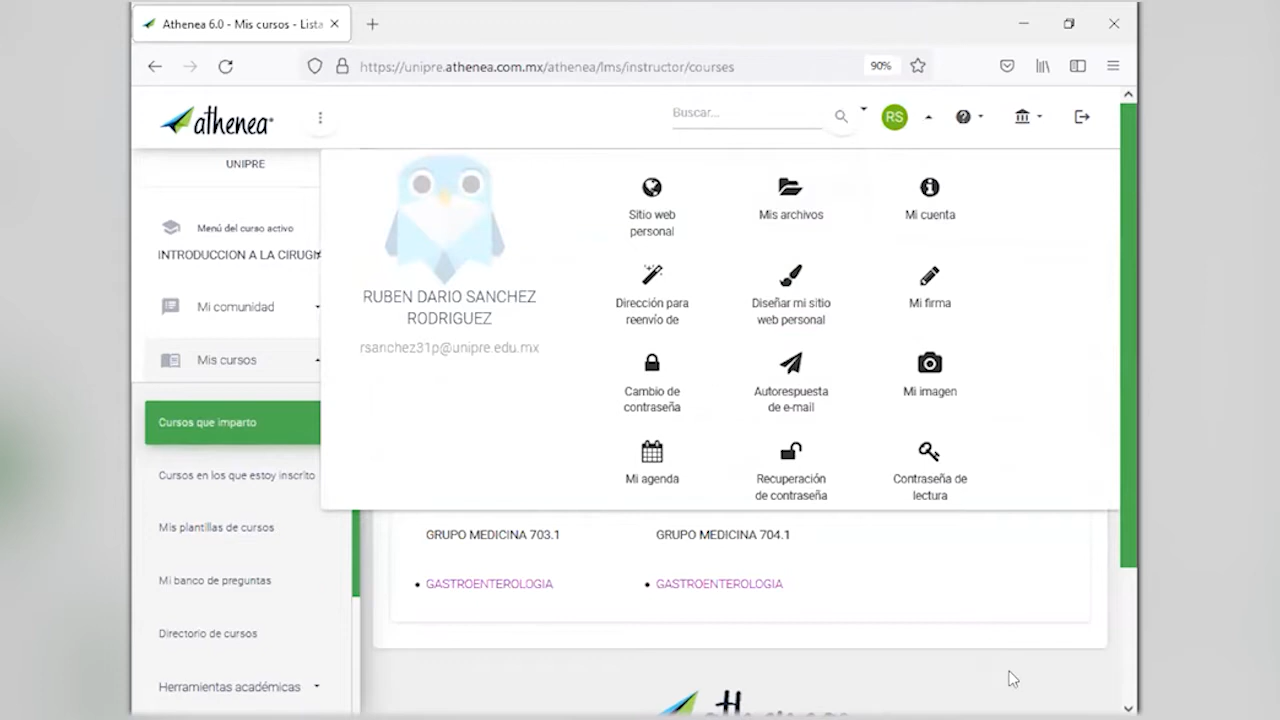 Athenea 6.0 - Mis cursos - Lista
https://unipre.athenea.com.mx/athenea/lms/instructor/courses
90%
athenea
Buscar...
RS
UNIPRE
Menú del curso activo
INTRODUCCION A LA CIRUGI
Mi comunidad
Mis cursos
Cursos que imparto
Cursos en los que estoy inscrito
Mis plantillas de cursos
Mi banco de preguntas
Directorio de cursos
Herramientas académicas
RUBEN DARIO SANCHEZ
RODRIGUEZ
rsanchez31p@unipre.edu.mx
Sitio web
personal
Mis archivos
Mi cuenta
Dirección para
reenvío de
Diseñar mi sitio
web personal
Mi firma
Cambio de
contraseña
Autorespuesta
de e-mail
Mi imagen
Mi agenda
Recuperación
de contraseña
Contraseña de
lectura
GRUPO MEDICINA 703.1
GRUPO MEDICINA 704.1
• GASTROENTEROLOGIA
• GASTROENTEROLOGIA